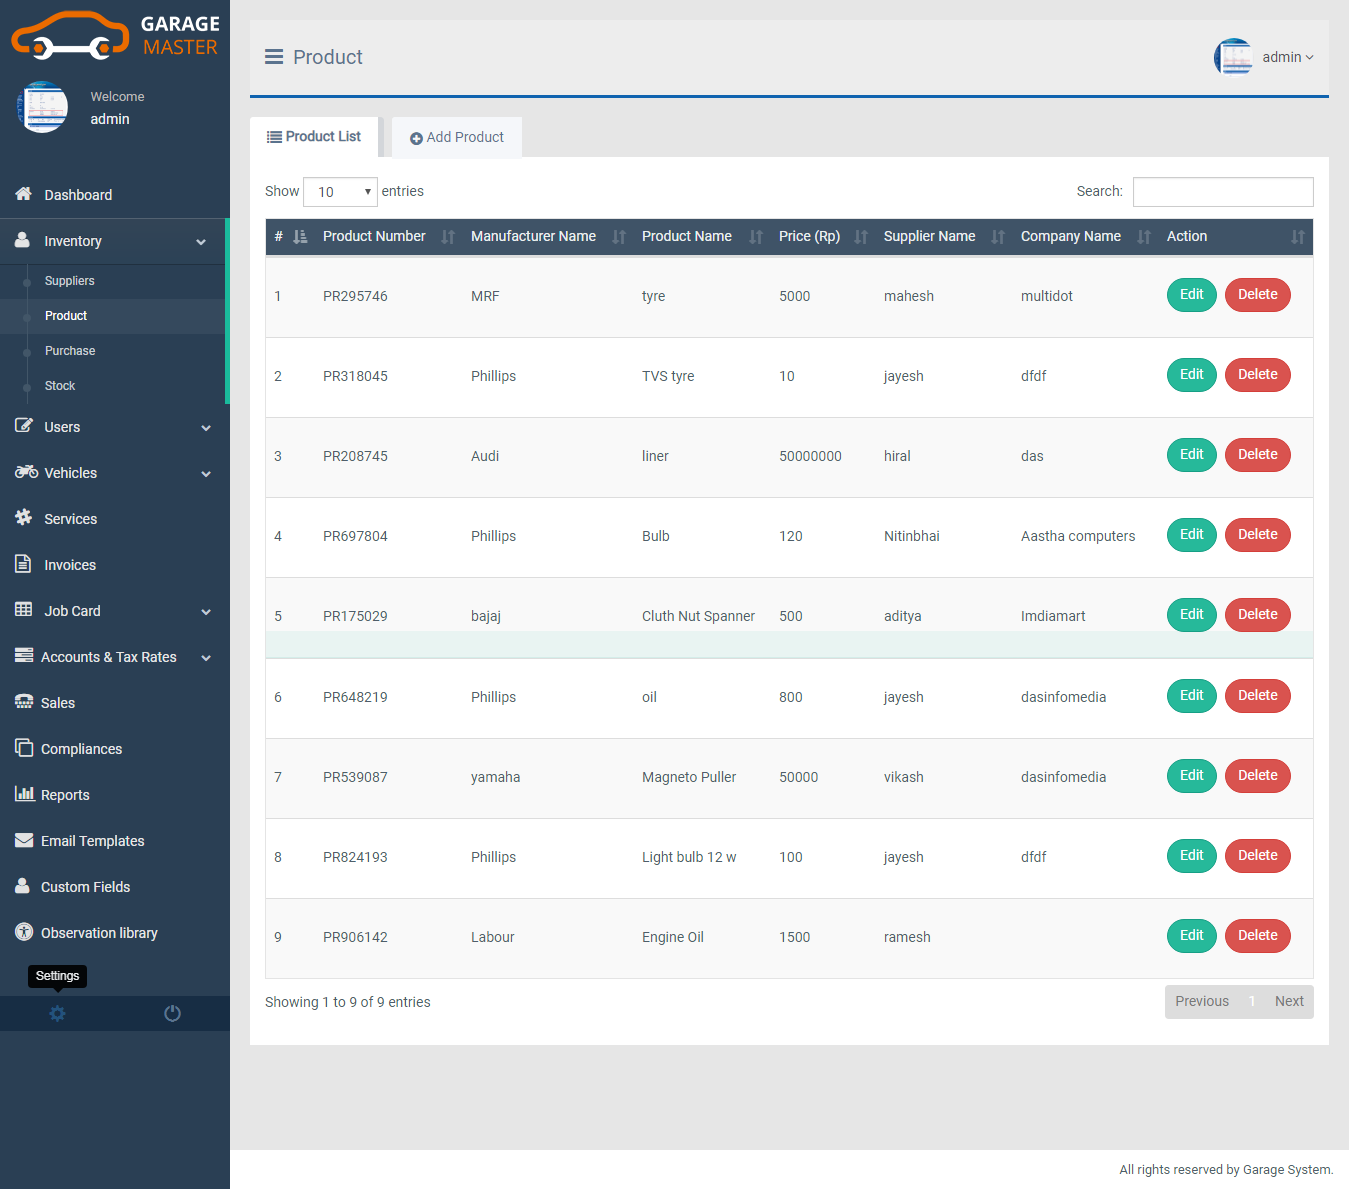 GARAGE
MASTER
Welcome
admin
Dashboard
Inventory
Suppliers
Product
Purchase
Stock
Users
Vehicles
Services
Invoices
Job Card
Accounts & Tax Rates
Sales
Compliances
Reports
Email Templates
Custom Fields
Observation library
Settings
Product
admin
Product List
Add Product
Show 10 entries
Search:
# Product Number Manufacturer Name Product Name Price (Rp) Supplier Name Company Name Action
1 PR295746 MRF tyre 5000 mahesh multidot Edit Delete
2 PR318045 Phillips TVS tyre 10 jayesh dfdf Edit Delete
3 PR208745 Audi liner 50000000 hiral das Edit Delete
4 PR697804 Phillips Bulb 120 Nitinbhai Aastha computers Edit Delete
5 PR175029 bajaj Cluth Nut Spanner 500 aditya Imdiamart Edit Delete
6 PR648219 Phillips oil 800 jayesh dasinfomedia Edit Delete
7 PR539087 yamaha Magneto Puller 50000 vikash dasinfomedia Edit Delete
8 PR824193 Phillips Light bulb 12 w 100 jayesh dfdf Edit Delete
9 PR906142 Labour Engine Oil 1500 ramesh Edit Delete
Showing 1 to 9 of 9 entries
Previous 1 Next
All rights reserved by Garage System.